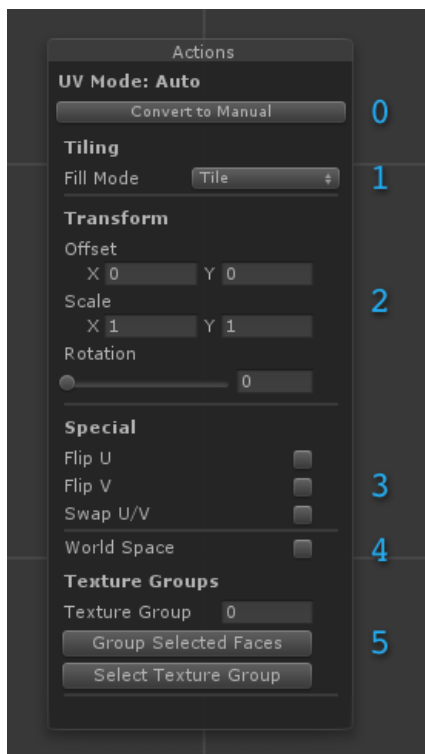 Actions
UV Mode: Auto
Convert to Manual 0
Tiling
Fill Mode Tile 1
Transform
Offset
X 0 Y 0
Scale 2
X 1 Y 1
Rotation
0
Special
Flip U
Flip V 3
Swap U/V
World Space 4
Texture Groups
Texture Group 0
Group Selected Faces 5
Select Texture Group